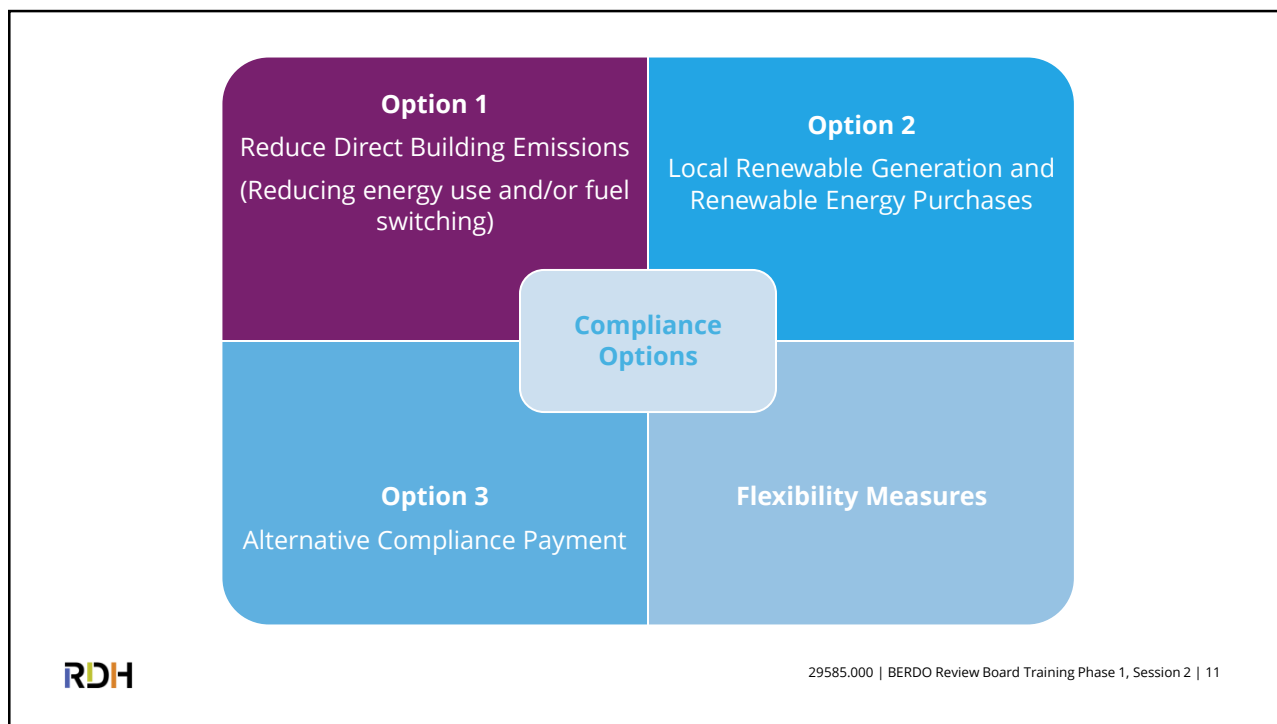 Option 1
Reduce Direct Building Emissions
(Reducing energy use and/or fuel
switching)
Option 2
Local Renewable Generation and
Renewable Energy Purchases
Compliance
Options
Option 3
Alternative Compliance Payment
Flexibility Measures
RDH
29585.000 | BERDO Review Board Training Phase 1, Session 2 | 11